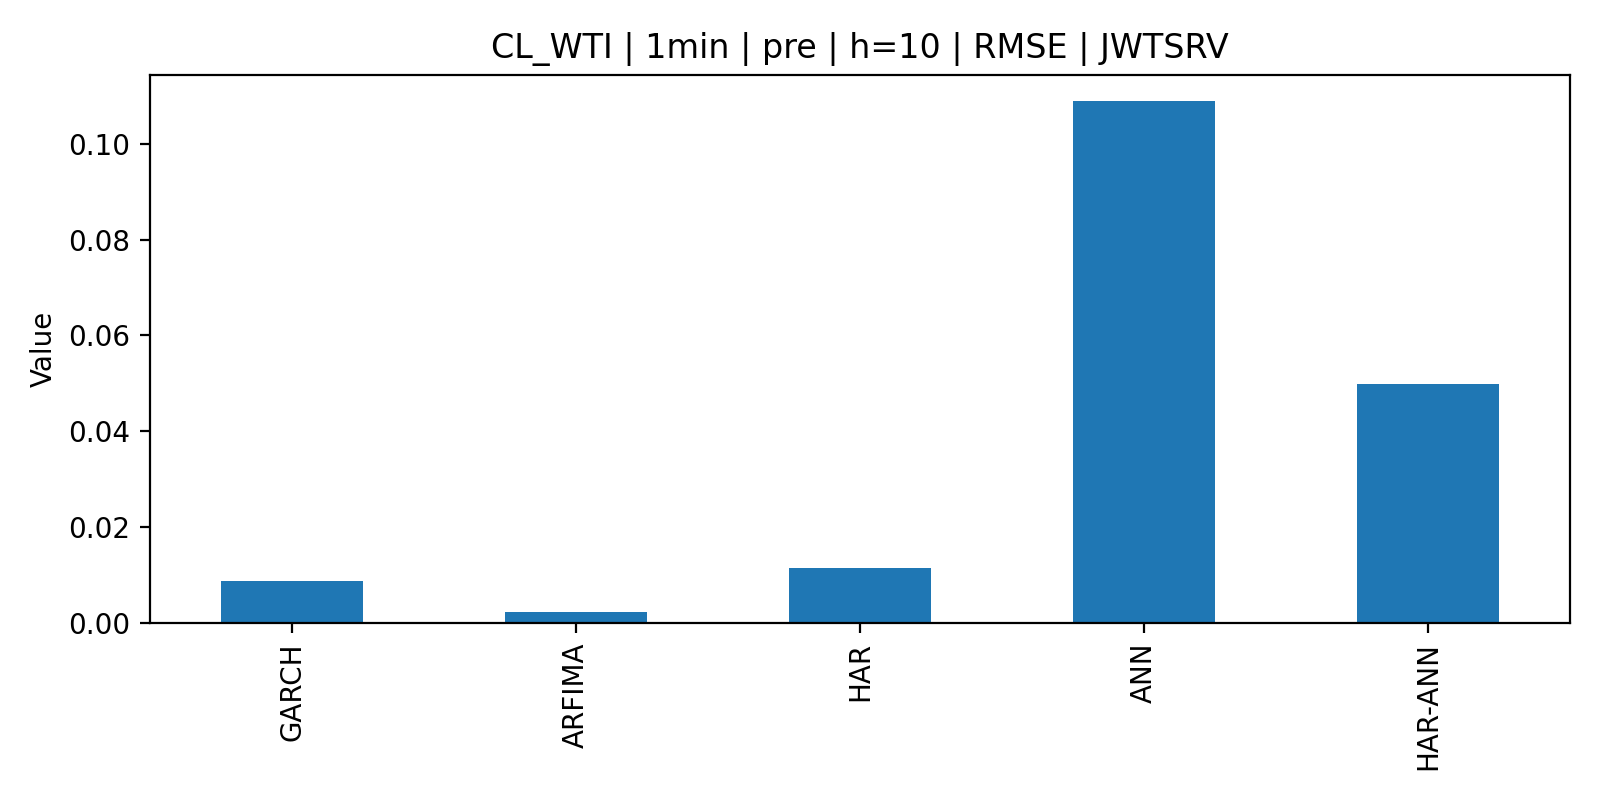 CL_WTI | 1min | pre | h=10 | RMSE | JWTSRV
Value
0.10
0.08
0.06
0.04
0.02
0.00
GARCH
ARFIMA
HAR
ANN
HAR-ANN